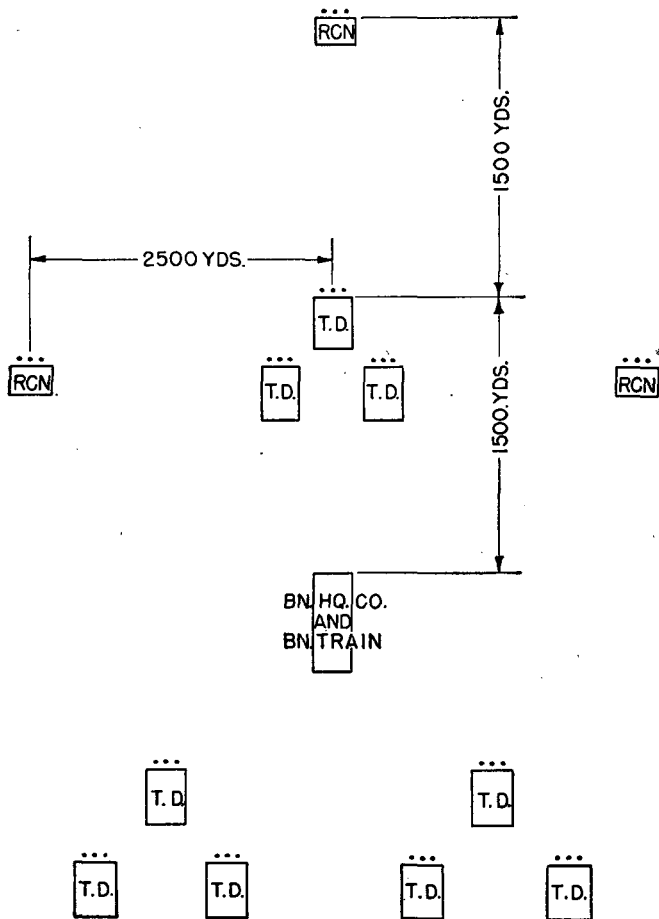 RCN
1500 YDS.
2500 YDS.
T.D.
RCN
T.D.
T.D.
RCN
1500 YDS.
BN. HQ. CO.
AND
BN. TRAIN
T.D.
T.D.
T.D.
T.D.
T.D.
T.D.